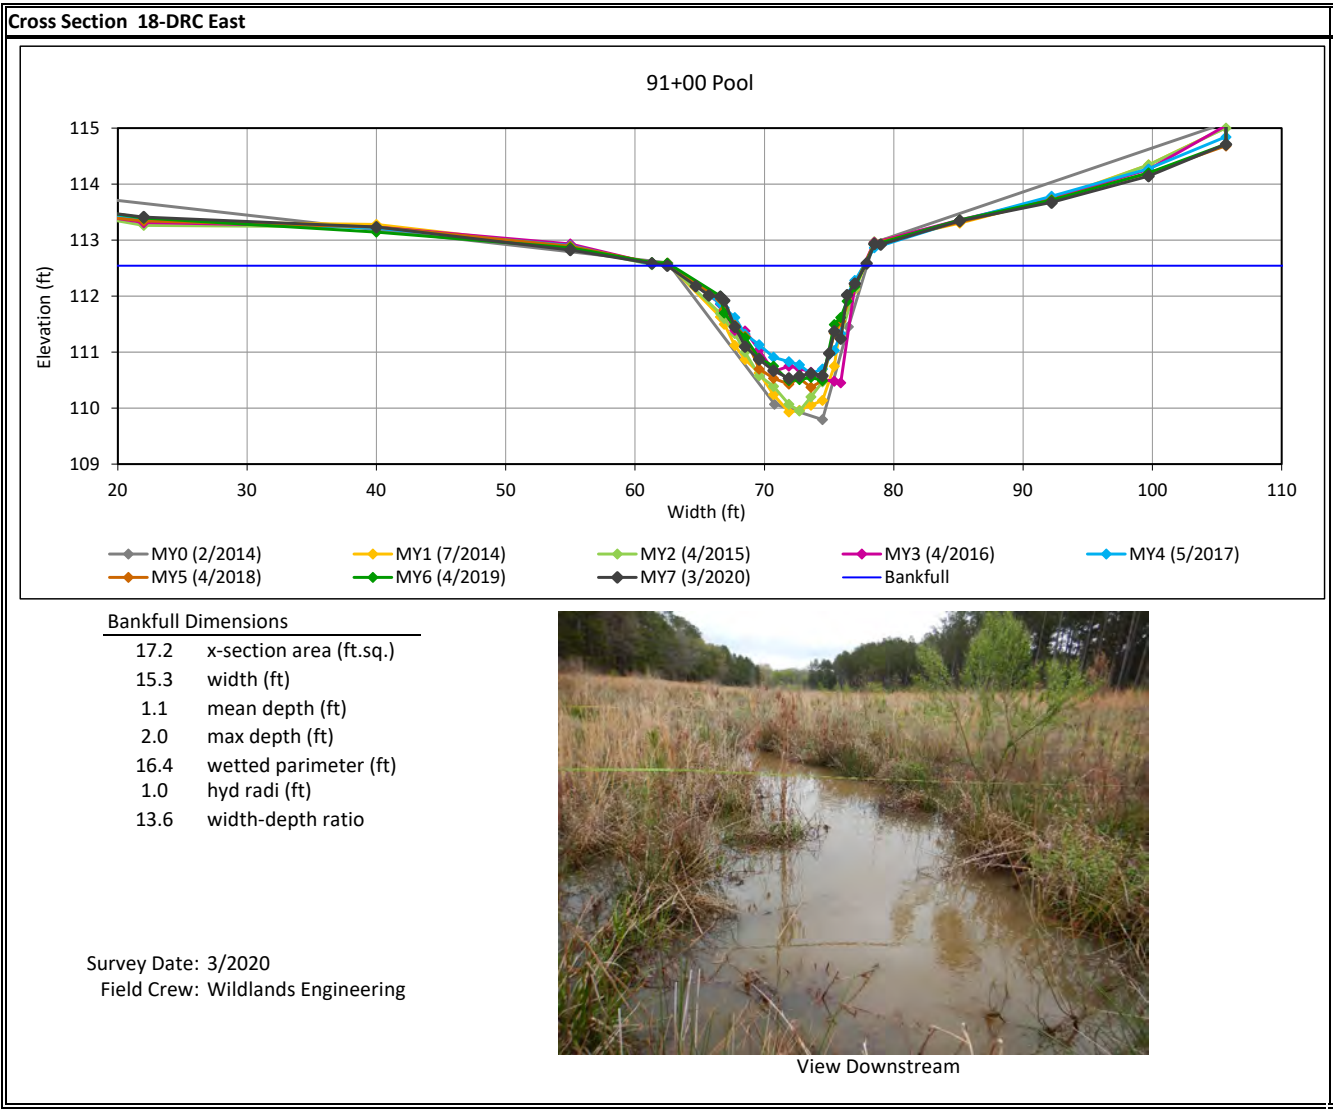 Cross Section 18-DRC East
91+00 Pool
115
114
113
112
111
110
109
Elevation (ft)
20 30 40 50 60 70 80 90 100 110
Width (ft)
MY0 (2/2014) MY1 (7/2014) MY2 (4/2015) MY3 (4/2016) MY4 (5/2017)
MY5 (4/2018) MY6 (4/2019) MY7 (3/2020) Bankfull
Bankfull Dimensions
17.2 x-section area (ft.sq.)
15.3 width (ft)
1.1 mean depth (ft)
2.0 max depth (ft)
16.4 wetted parimeter (ft)
1.0 hyd radi (ft)
13.6 width-depth ratio
Survey Date: 3/2020
Field Crew: Wildlands Engineering
View Downstream